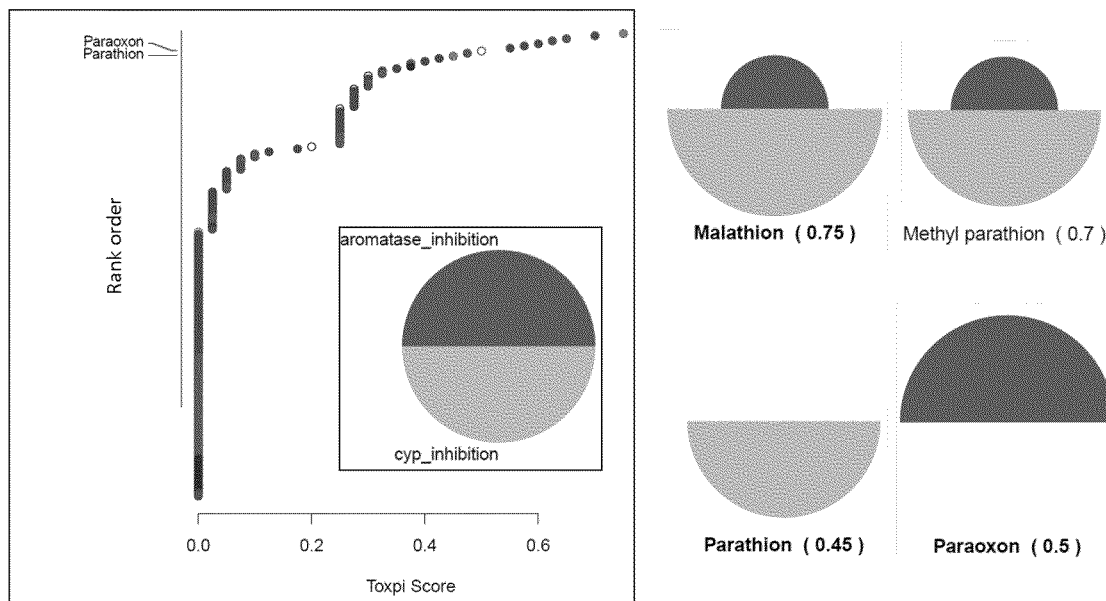 Paraoxon
Parathion
Rank order
aromatase_inhibition
cyp_inhibition
0.0 0.2 0.4 0.6
Toxpi Score
Malathion ( 0.75 )
Methyl parathion ( 0.7 )
Parathion ( 0.45 )
Paraoxon ( 0.5 )